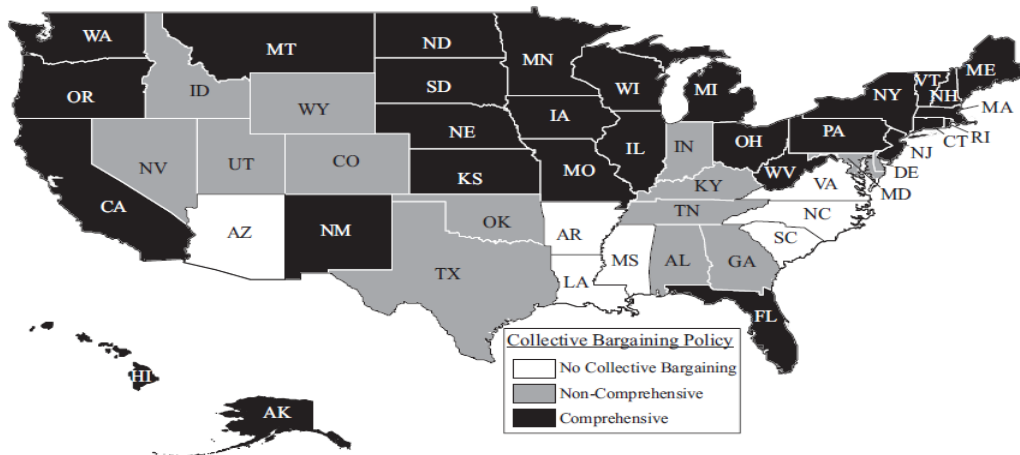 WA
MT
ND
MN
ME
VT
NH
OR
ID
SD
WI
MI
NY
MA
WY
IA
PA
RI
CT
NJ
NE
IL
IN
OH
NV
UT
CO
KS
MO
WV
VA
DE
MD
KY
CA
AZ
NM
OK
AR
TN
NC
SC
TX
LA
MS
AL
GA
FL
HI
AK
Collective Bargaining Policy
No Collective Bargaining
Non-Comprehensive
Comprehensive